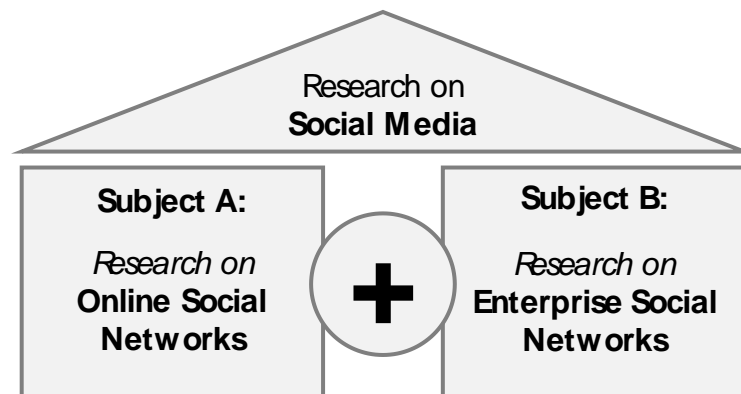 Research on
Social Media
Subject A:
Research on
Online Social
Networks
+
Subject B:
Research on
Enterprise Social
Networks